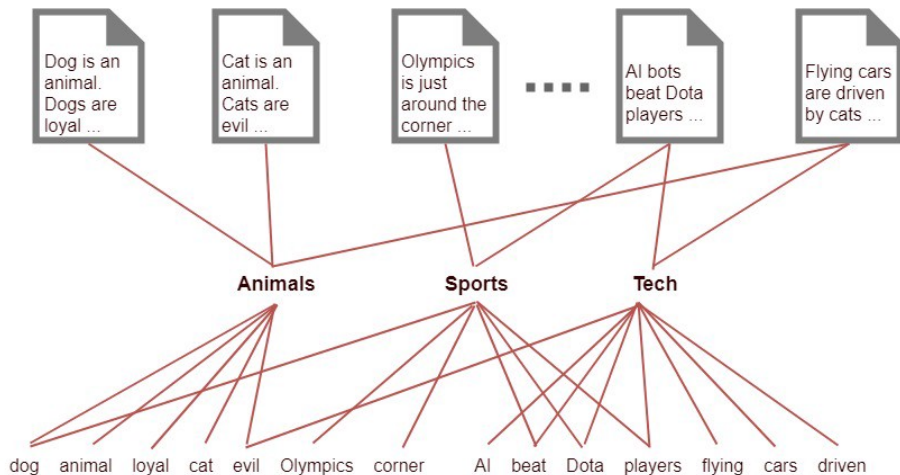 Dog is an
animal.
Dogs are
loyal ...
Cat is an
animal.
Cats are
evil ...
Olympics
is just
around the
corner ...
AI bots
beat Dota
players ...
Flying cars
are driven
by cats ...
Animals
Sports
Tech
dog animal loyal cat evil Olympics corner AI beat Dota players flying cars driven